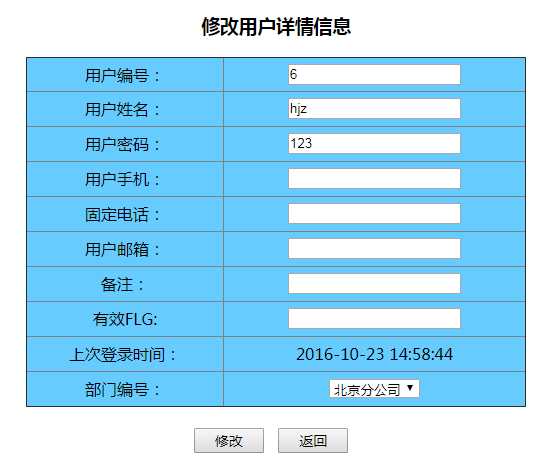 修改用户详情信息
用户编号： 6
用户姓名： hjz
用户密码： 123
用户手机：
固定电话：
用户邮箱：
备注：
有效FLG:
上次登录时间： 2016-10-23 14:58:44
部门编号： 北京分公司
修改 返回